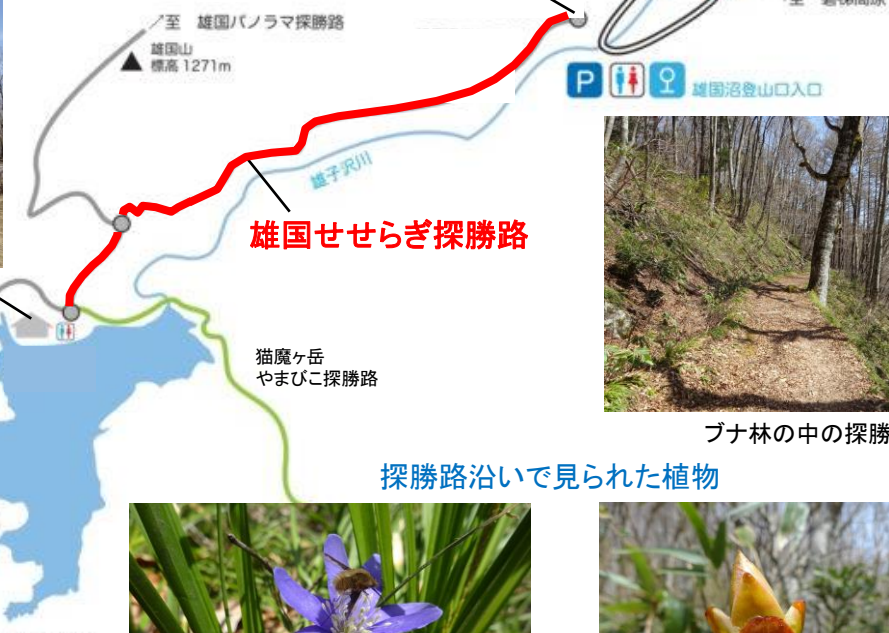 至 雄国パノラマ探勝路
雄国山
標高 1271m
P
雄国沼登山口入口
雄子沢川
雄国せせらぎ探勝路
猫魔ヶ岳
やまびこ探勝路
ブナ林の中の探勝
探勝路沿いで見られた植物